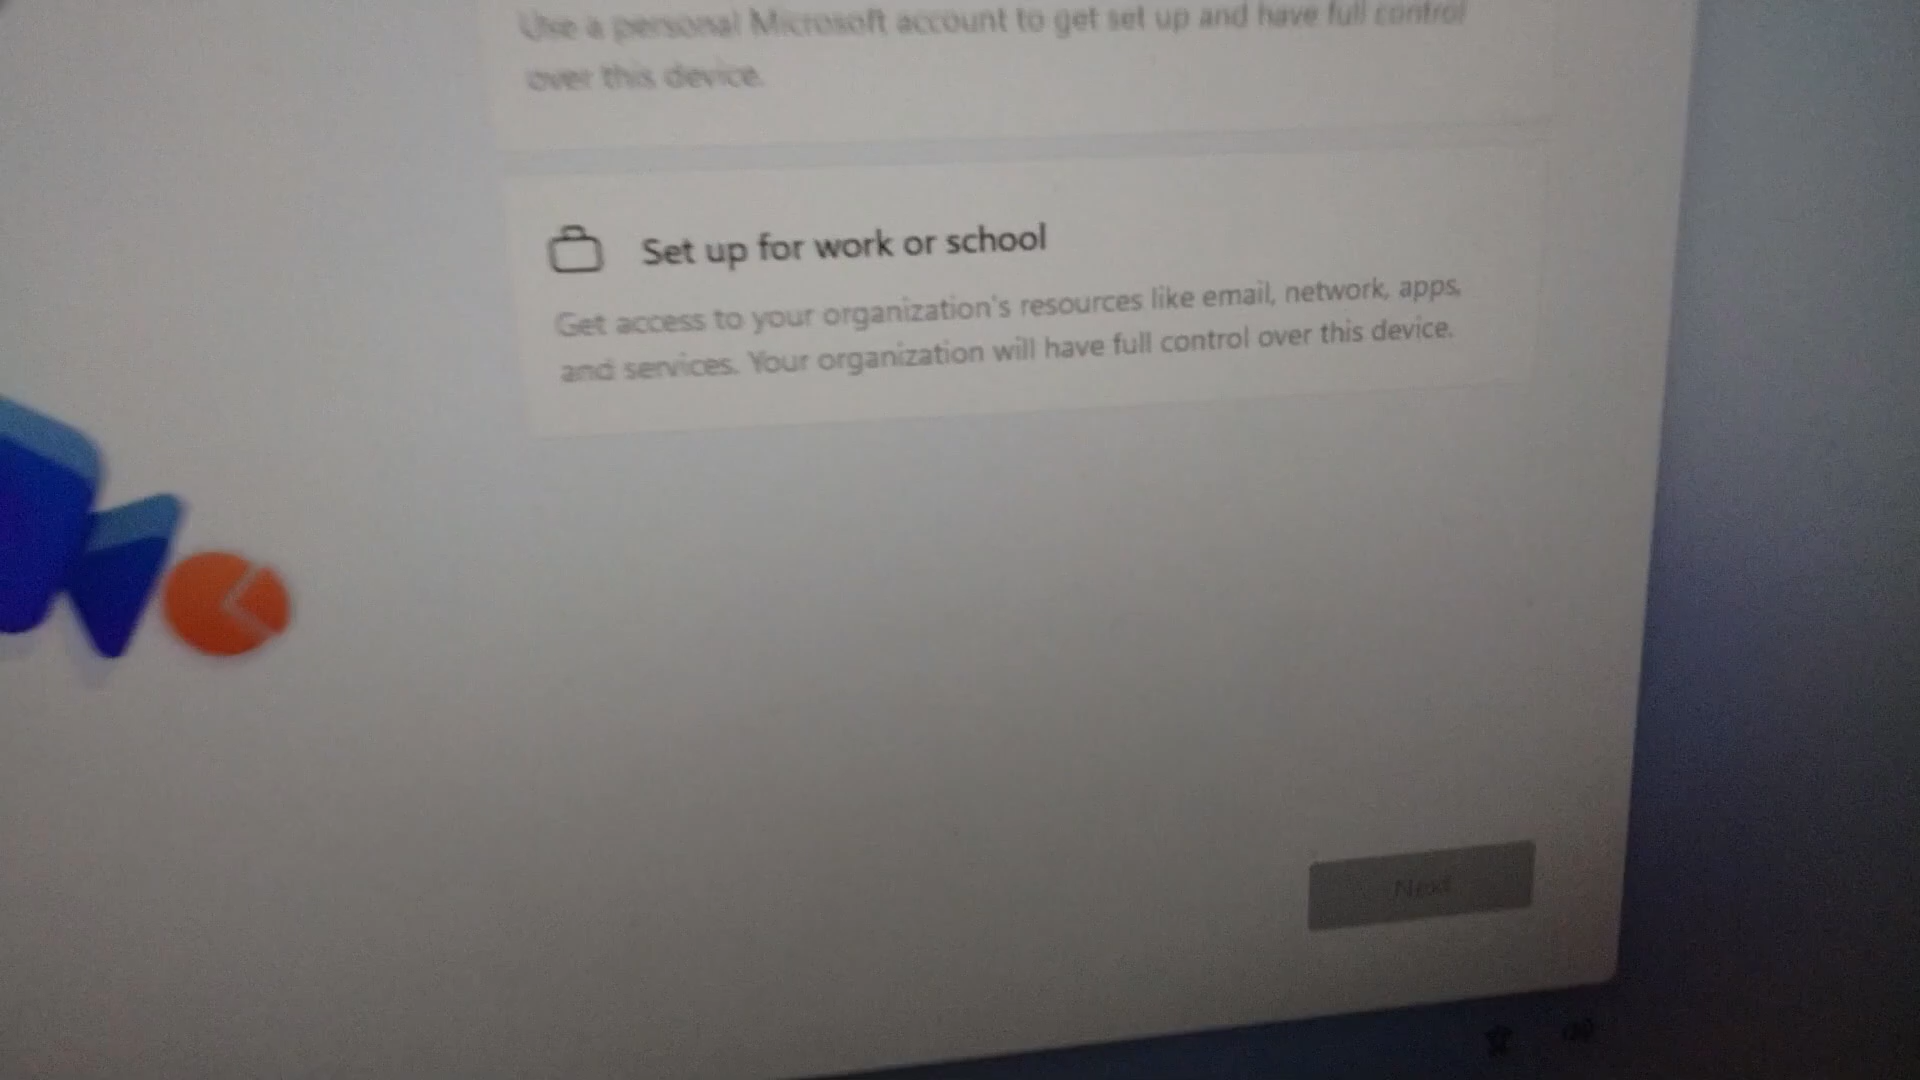 Use a personal Microsoft account to get set up and have full control
over this device.
Set up for work or school
Get access to your organization's resources like email, network, apps,
and services. Your organization will have full control over this device.
Next